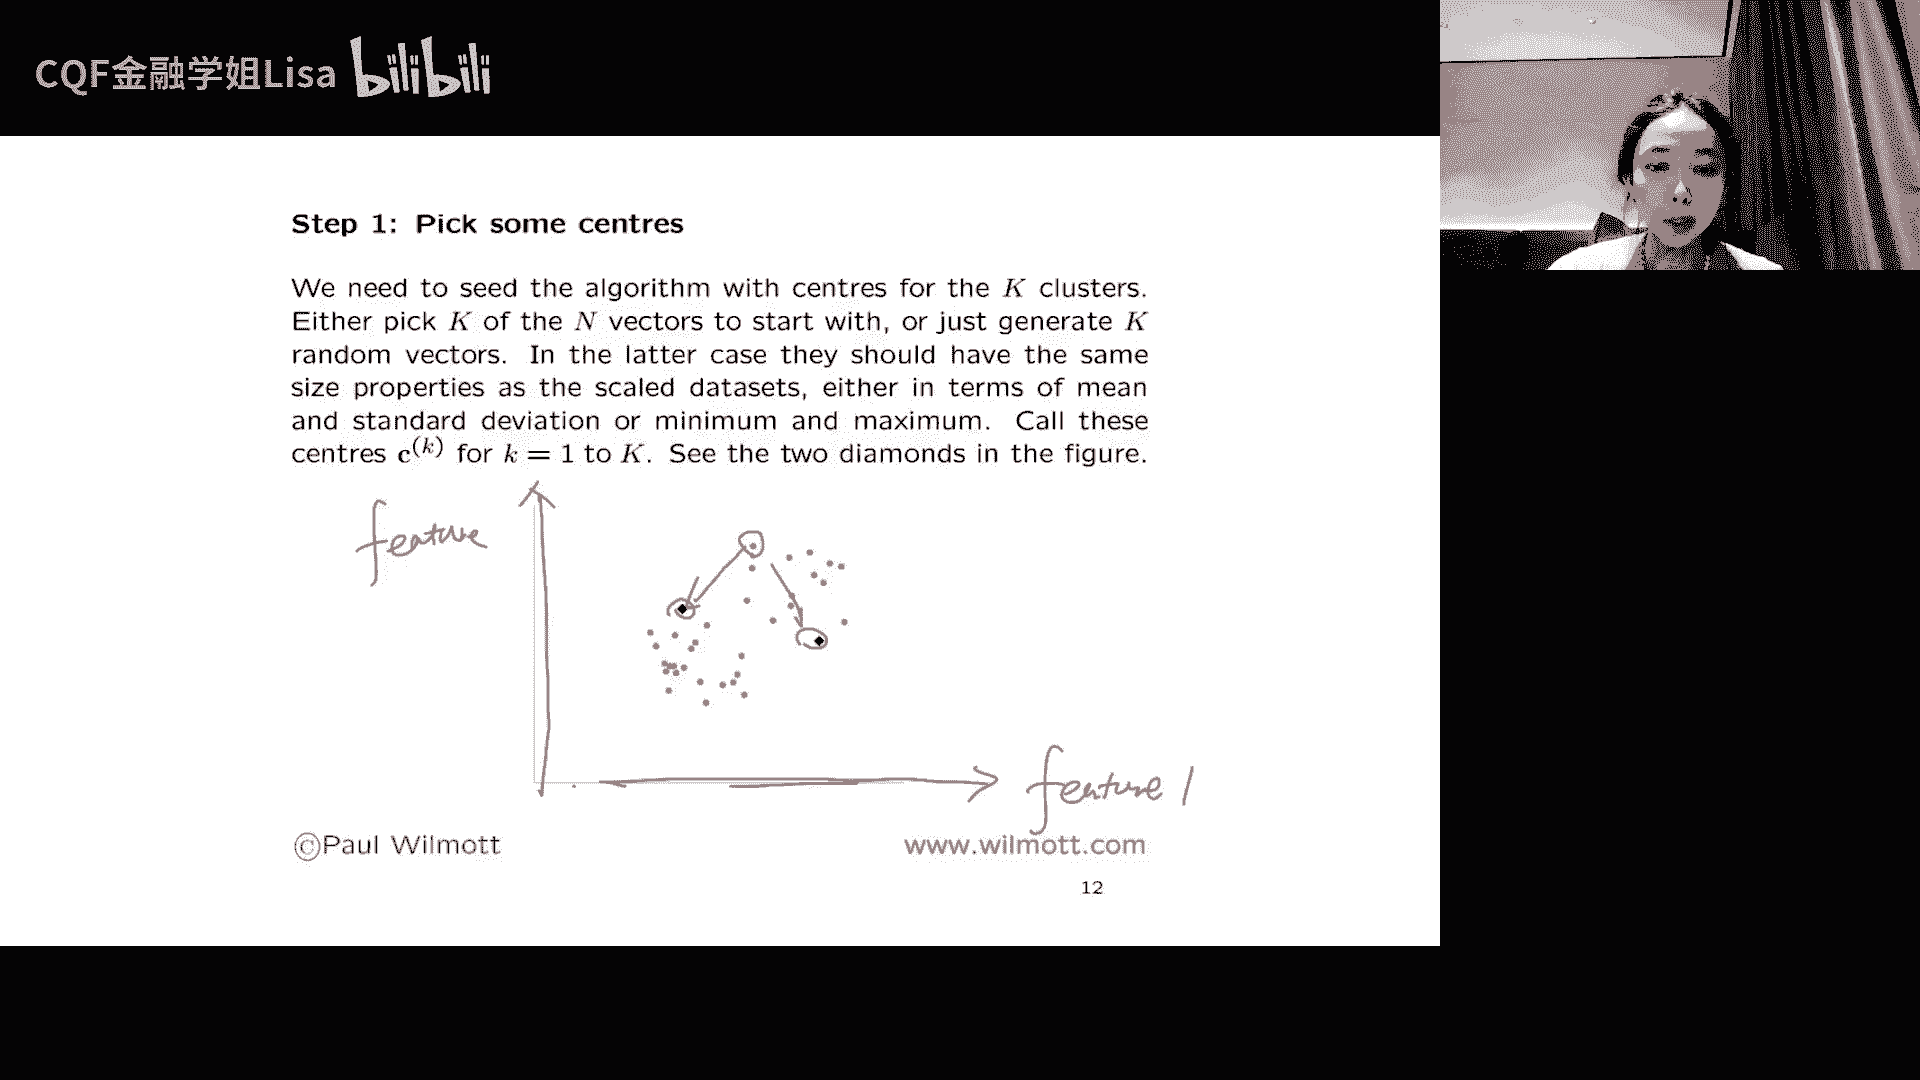 CQF金融学姐Lisa bilibili
Step 1: Pick some centres
We need to seed the algorithm with centres for the K clusters.
Either pick K of the N vectors to start with, or just generate K
random vectors. In the latter case they should have the same
size properties as the scaled datasets, either in terms of mean
and standard deviation or minimum and maximum. Call these
centres c^(k) for k = 1 to K. See the two diamonds in the figure.
feature
feature 1
©Paul Wilmott
www.wilmott.com
12